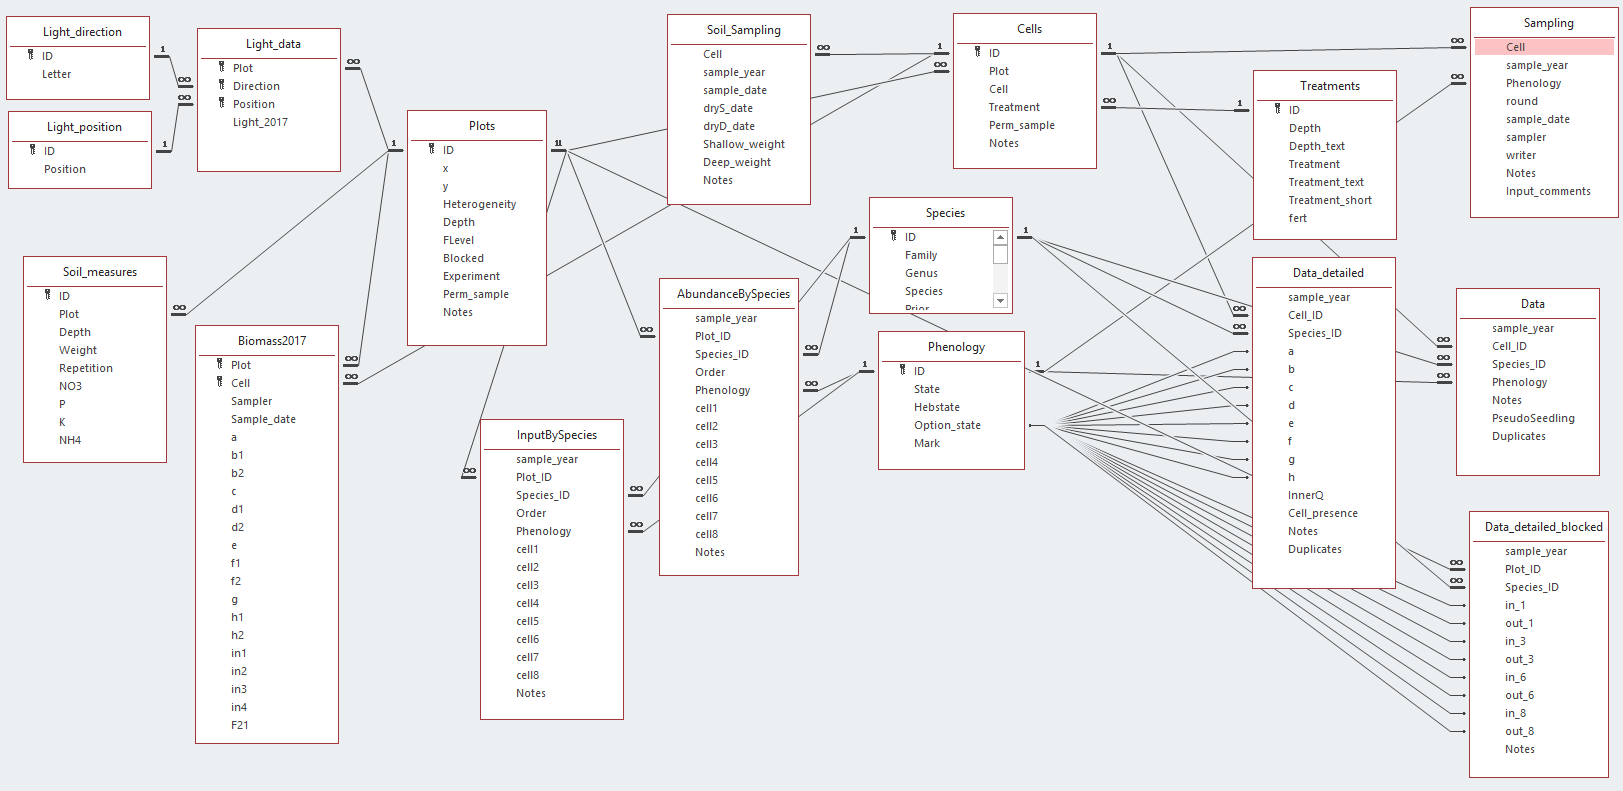 Light_direction
ID
Letter
Light_position
ID
Position
Light_data
Plot
Direction
Position
Light_2017
Soil_measures
ID
Plot
Depth
Weight
Repetition
NO3
P
K
NH4
Biomass2017
Plot
Cell
Sampler
Sample_date
a
b1
b2
c
d1
d2
e
f1
f2
g
h1
h2
in1
in2
in3
in4
F21
Plots
ID
x
y
Heterogeneity
Depth
FLevel
Blocked
Experiment
Perm_sample
Notes
InputBySpecies
sample_year
Plot_ID
Species_ID
Order
Phenology
cell1
cell2
cell3
cell4
cell5
cell6
cell7
cell8
Notes
Soil_Sampling
Cell
sample_year
sample_date
dryS_date
dryD_date
Shallow_weight
Deep_weight
Notes
AbundanceBySpecies
sample_year
Plot_ID
Species_ID
Order
Phenology
cell1
cell2
cell3
cell4
cell5
cell6
cell7
cell8
Notes
Cells
ID
Plot
Cell
Treatment
Perm_sample
Notes
Species
ID
Family
Genus
Species
Prior
Phenology
ID
State
Hebstate
Option_state
Mark
Treatments
ID
Depth
Depth_text
Treatment
Treatment_text
Treatment_short
fert
Data_detailed
sample_year
Cell_ID
Species_ID
a
b
c
d
e
f
g
h
InnerQ
Cell_presence
Notes
Duplicates
Sampling
Cell
sample_year
Phenology
round
sample_date
sampler
writer
Notes
Input_comments
Data
sample_year
Cell_ID
Species_ID
Phenology
Notes
PseudoSeedling
Duplicates
Data_detailed_blocked
sample_year
Plot_ID
Species_ID
in_1
out_1
in_3
out_3
in_6
out_6
in_8
out_8
Notes